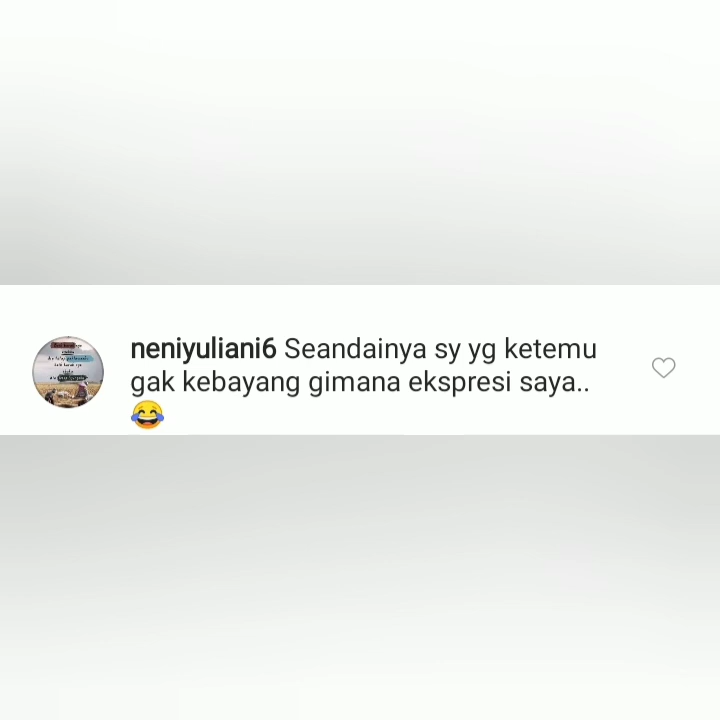 neniyuliani6 Seandainya sy yg ketemu
gak kebayang gimana ekspresi saya..
😂